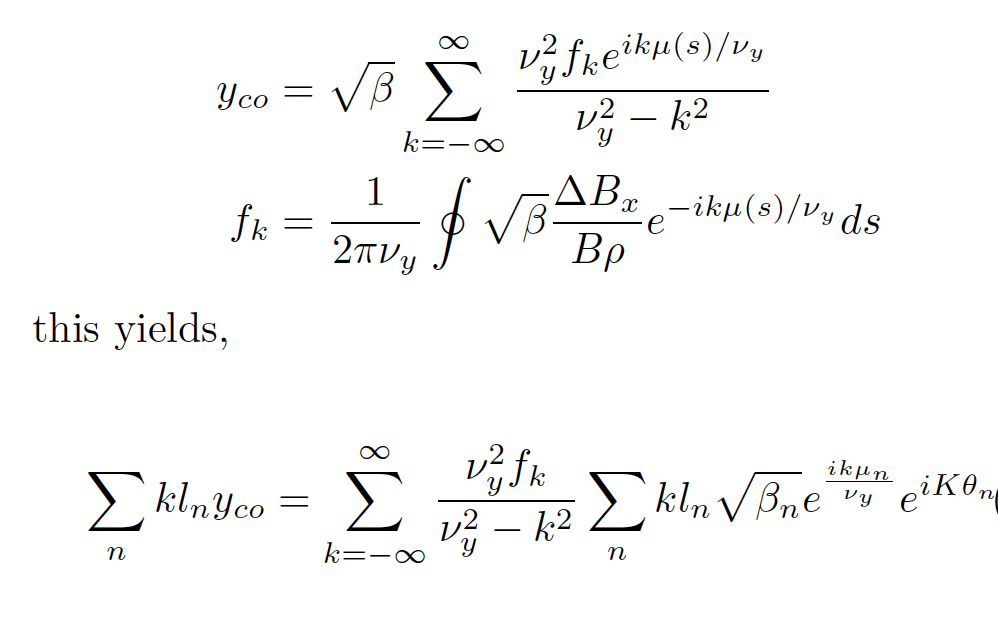 y_{co} = \sqrt{\beta} \sum_{k=-\infty}^{\infty} \frac{\nu_y^2 f_k e^{ik\mu(s)/\nu_y}}{\nu_y^2 - k^2}
f_k = \frac{1}{2\pi\nu_y} \oint \sqrt{\beta} \frac{\Delta B_x}{B\rho} e^{-ik\mu(s)/\nu_y} ds
this yields,
\sum_n kl_n y_{co} = \sum_{k=-\infty}^{\infty} \frac{\nu_y^2 f_k}{\nu_y^2 - k^2} \sum_n kl_n \sqrt{\beta_n} e^{\frac{ik\mu_n}{\nu_y}} e^{iK\theta_n}